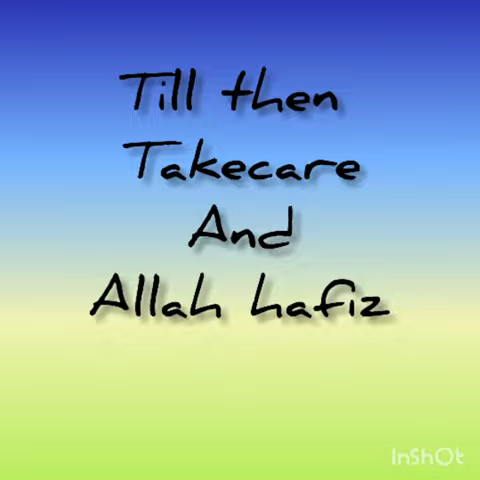 Till then
Takecare
And
Allah hafiz
InShOt